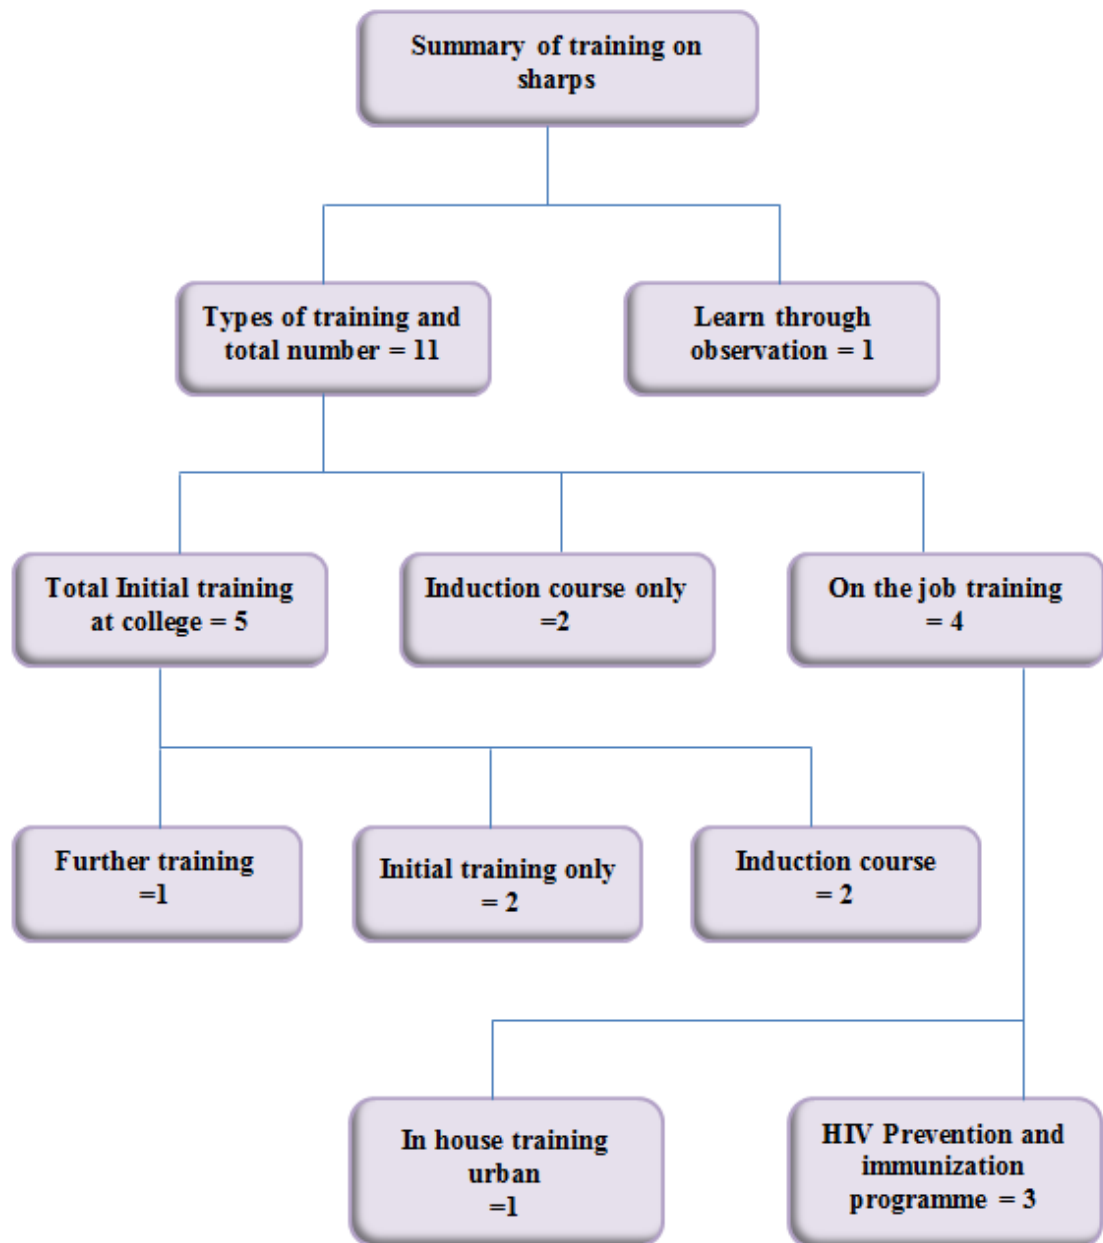 Summary of training on
sharps
Types of training and
total number = 11
Learn through
observation = 1
Total Initial training
at college = 5
Induction course only
=2
On the job training
= 4
Further training
=1
Initial training only
= 2
Induction course
= 2
In house training
urban
=1
HIV Prevention and
immunization
programme = 3